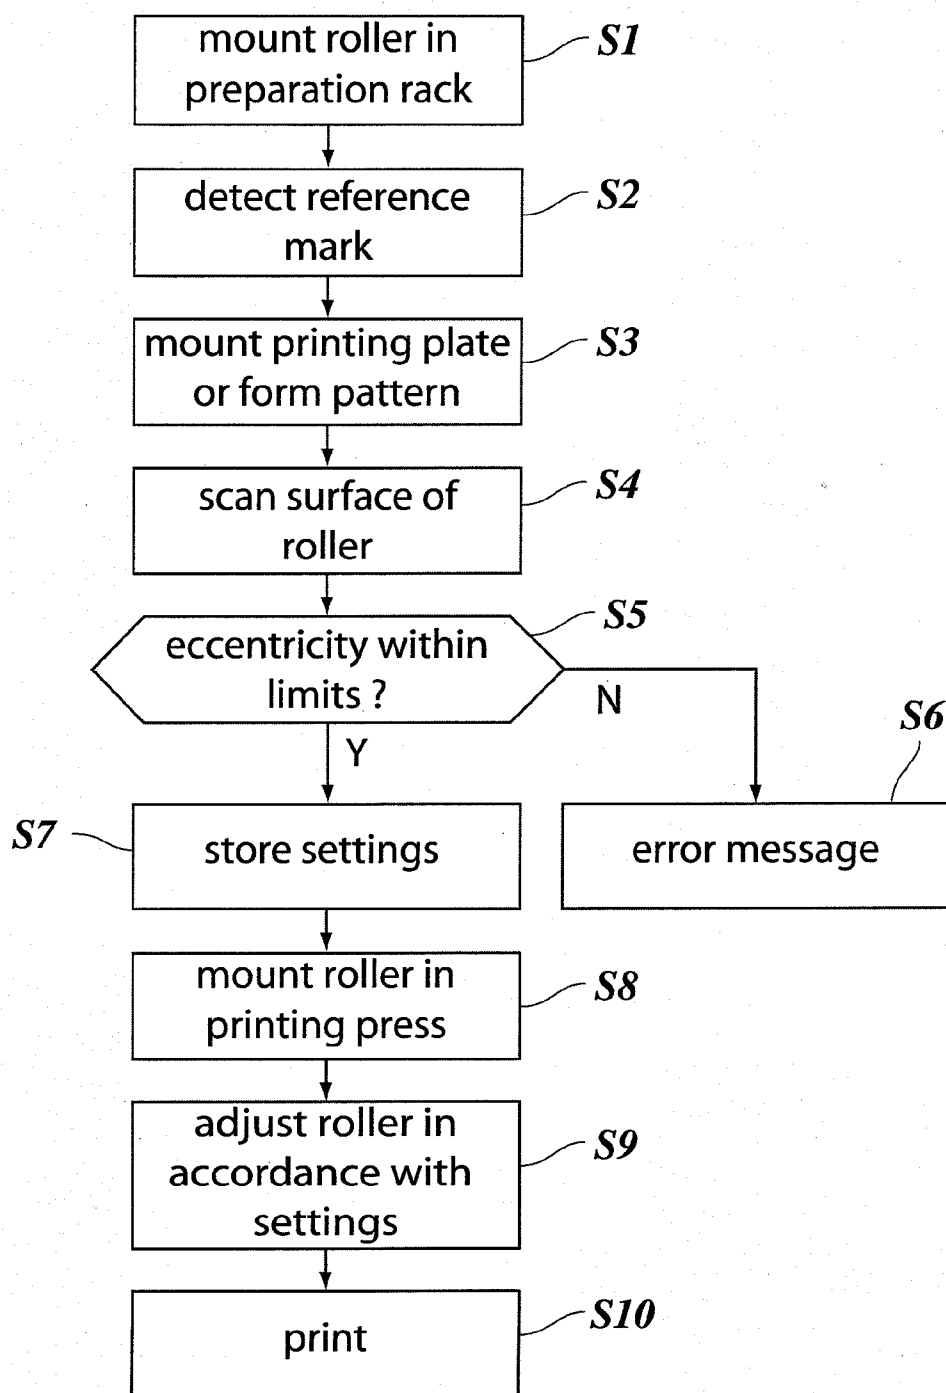 mount roller in
preparation rack
S1
detect reference
mark
S2
mount printing plate
or form pattern
S3
scan surface of
roller
S4
eccentricity within
limits ?
S5
N
Y
S6
S7
store settings
error message
mount roller in
printing press
S8
adjust roller in
accordance with
settings
S9
print
S10